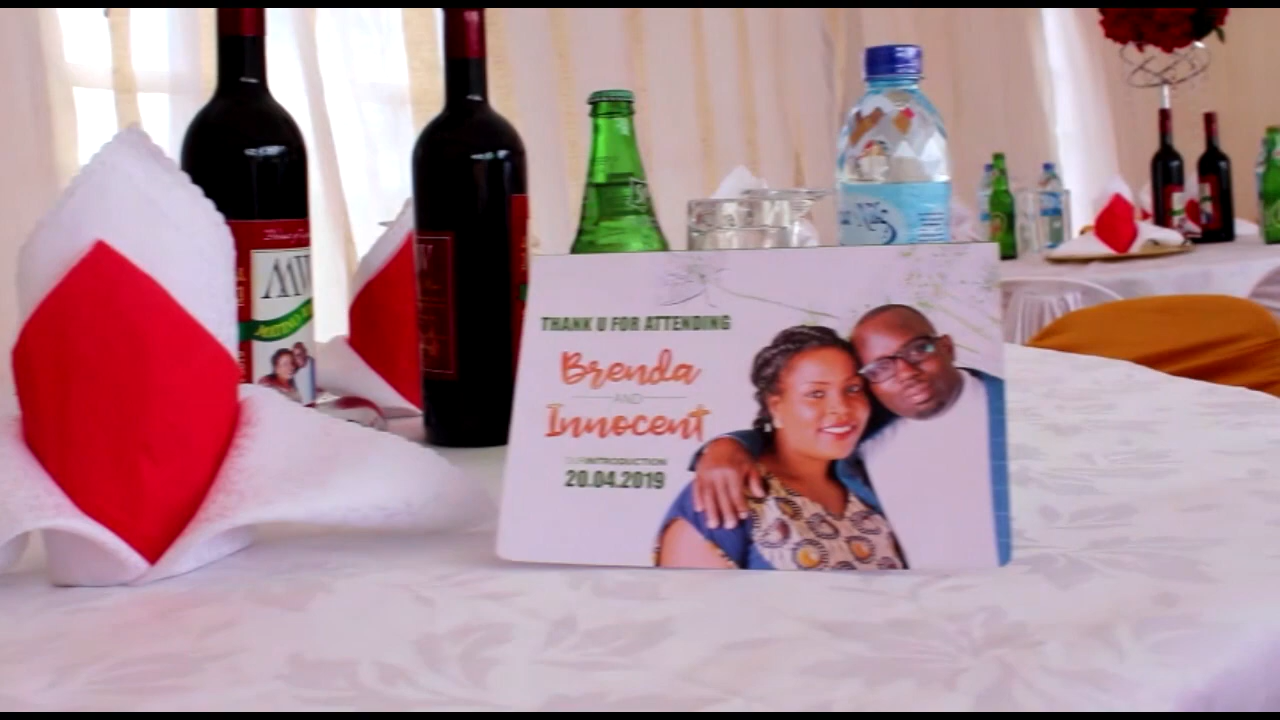 THANK U FOR ATTENDING
Brenda
AND
Innocent
INTRODUCTION
20.04.2019